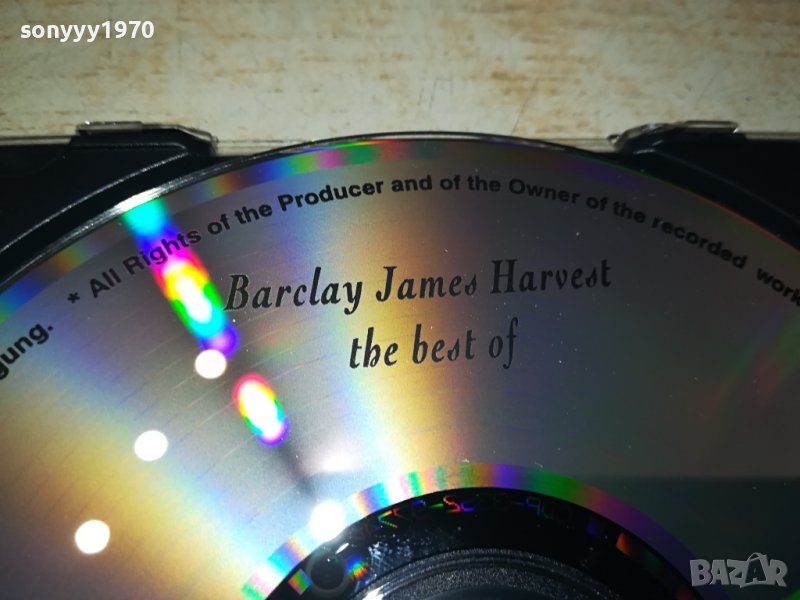 sonyyy1970
gung. * All Rights of the Producer and of the Owner of the recorded work
Barclay James Harvest
the best of
BAZAR